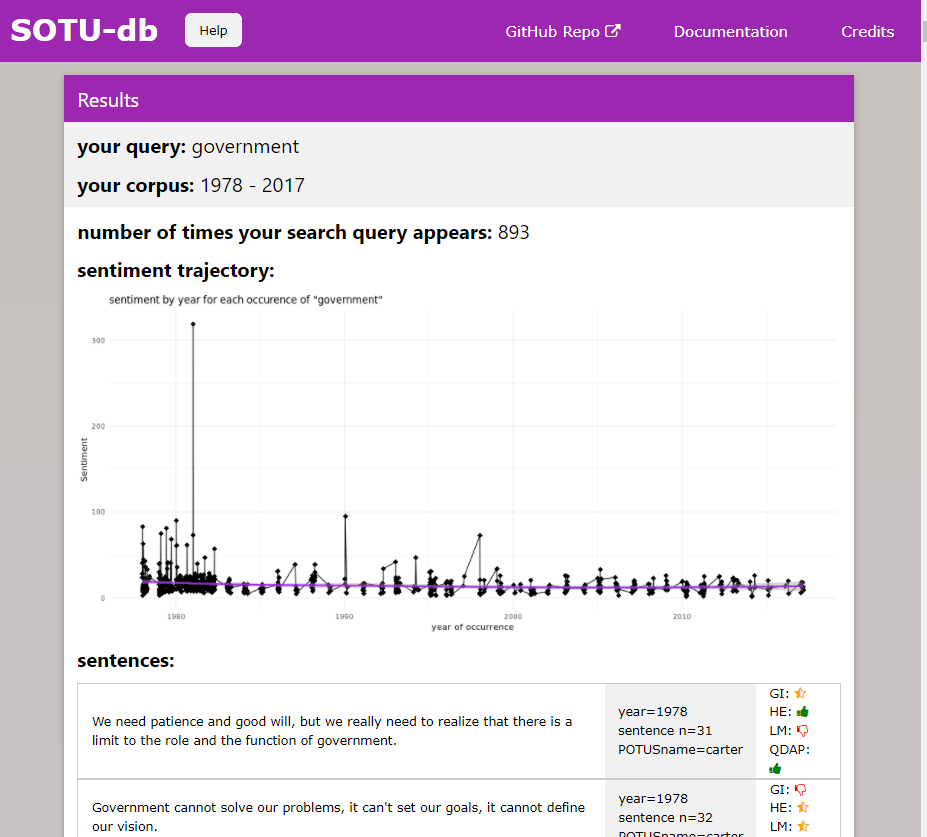 SOTU-db
Help
GitHub Repo
Documentation
Credits
Results
your query: government
your corpus: 1978 - 2017
number of times your search query appears: 893
sentiment trajectory:
sentiment by year for each occurence of "government"
300
200
100
0
Sentiment
1980
1990
2000
2010
year of occurrence
sentences:
We need patience and good will, but we really need to realize that there is a
limit to the role and the function of government.
year=1978
sentence n=31
POTUSname=carter
GI:
HE:
LM:
QDAP:
Government cannot solve our problems, it can't set our goals, it cannot define
our vision.
year=1978
sentence n=32
POTUSname=carter
GI:
HE:
LM: